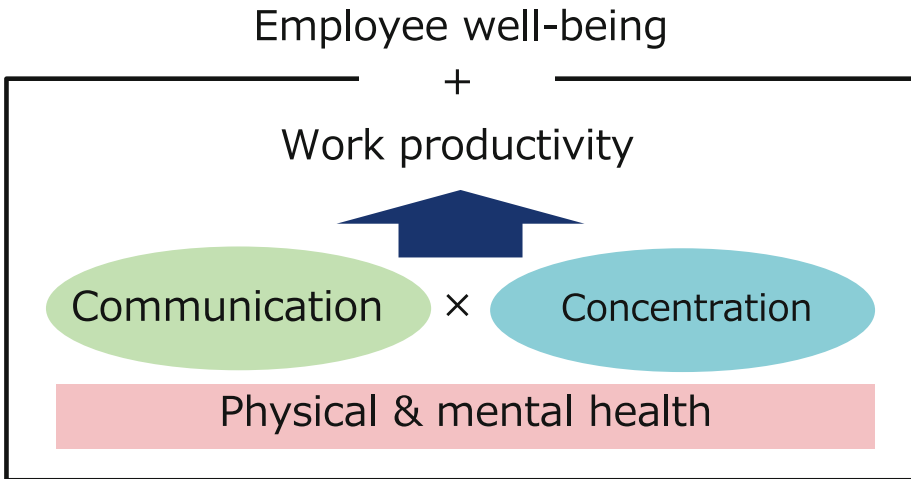 Employee well-being
+
Work productivity
Communication × Concentration
Physical & mental health